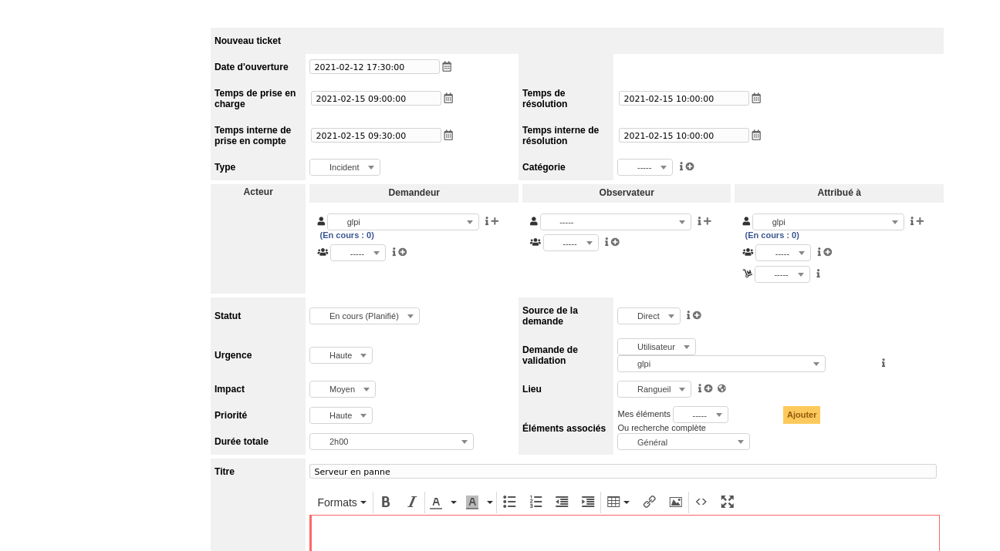 Nouveau ticket
Date d'ouverture 2021-02-12 17:30:00
Temps de prise en charge 2021-02-15 09:00:00 Temps de résolution 2021-02-15 10:00:00
Temps interne de prise en compte 2021-02-15 09:30:00 Temps interne de résolution 2021-02-15 10:00:00
Type Incident Catégorie -----
Acteur Demandeur Observateur Attribué à
glpi ----- glpi
(En cours : 0) (En cours : 0)
----- ----- -----
-----
Statut En cours (Planifié) Source de la demande Direct
Urgence Haute Demande de validation Utilisateur
glpi
Impact Moyen Lieu Rangueil
Priorité Haute Éléments associés Mes éléments ----- Ajouter
Ou recherche complète
Durée totale 2h00 Général
Titre Serveur en panne
Formats B I A A